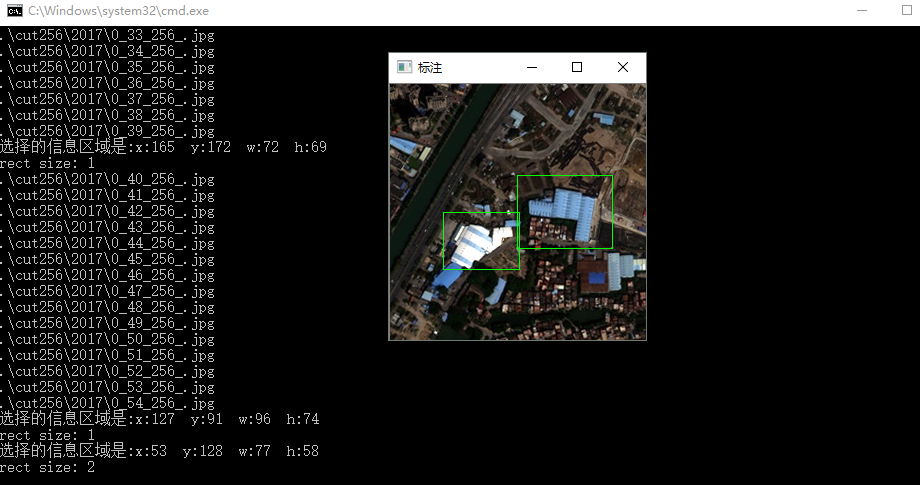 C:\Windows\system32\cmd.exe
.\cut256\2017\0_33_256_.jpg
.\cut256\2017\0_34_256_.jpg
.\cut256\2017\0_35_256_.jpg
.\cut256\2017\0_36_256_.jpg
.\cut256\2017\0_37_256_.jpg
.\cut256\2017\0_38_256_.jpg
.\cut256\2017\0_39_256_.jpg
选择的信息区域是:x:165  y:172  w:72  h:69
rect size: 1
.\cut256\2017\0_40_256_.jpg
.\cut256\2017\0_41_256_.jpg
.\cut256\2017\0_42_256_.jpg
.\cut256\2017\0_43_256_.jpg
.\cut256\2017\0_44_256_.jpg
.\cut256\2017\0_45_256_.jpg
.\cut256\2017\0_46_256_.jpg
.\cut256\2017\0_47_256_.jpg
.\cut256\2017\0_48_256_.jpg
.\cut256\2017\0_49_256_.jpg
.\cut256\2017\0_50_256_.jpg
.\cut256\2017\0_51_256_.jpg
.\cut256\2017\0_52_256_.jpg
.\cut256\2017\0_53_256_.jpg
.\cut256\2017\0_54_256_.jpg
选择的信息区域是:x:127  y:91  w:96  h:74
rect size: 1
选择的信息区域是:x:53  y:128  w:77  h:58
rect size: 2
标注